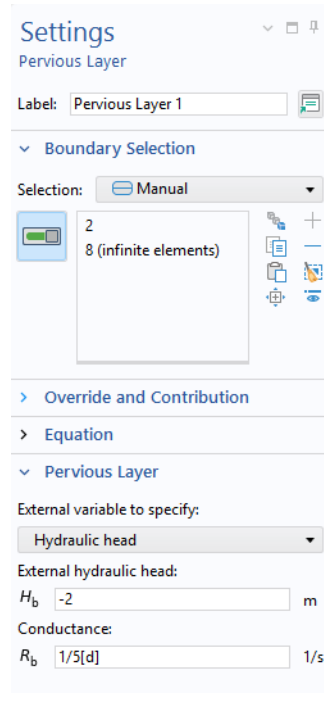 Settings
Pervious Layer
Label: Pervious Layer 1
Boundary Selection
Selection: Manual
2
8 (infinite elements)
Override and Contribution
Equation
Pervious Layer
External variable to specify:
Hydraulic head
External hydraulic head:
Hb -2 m
Conductance:
Rb 1/5[d] 1/s